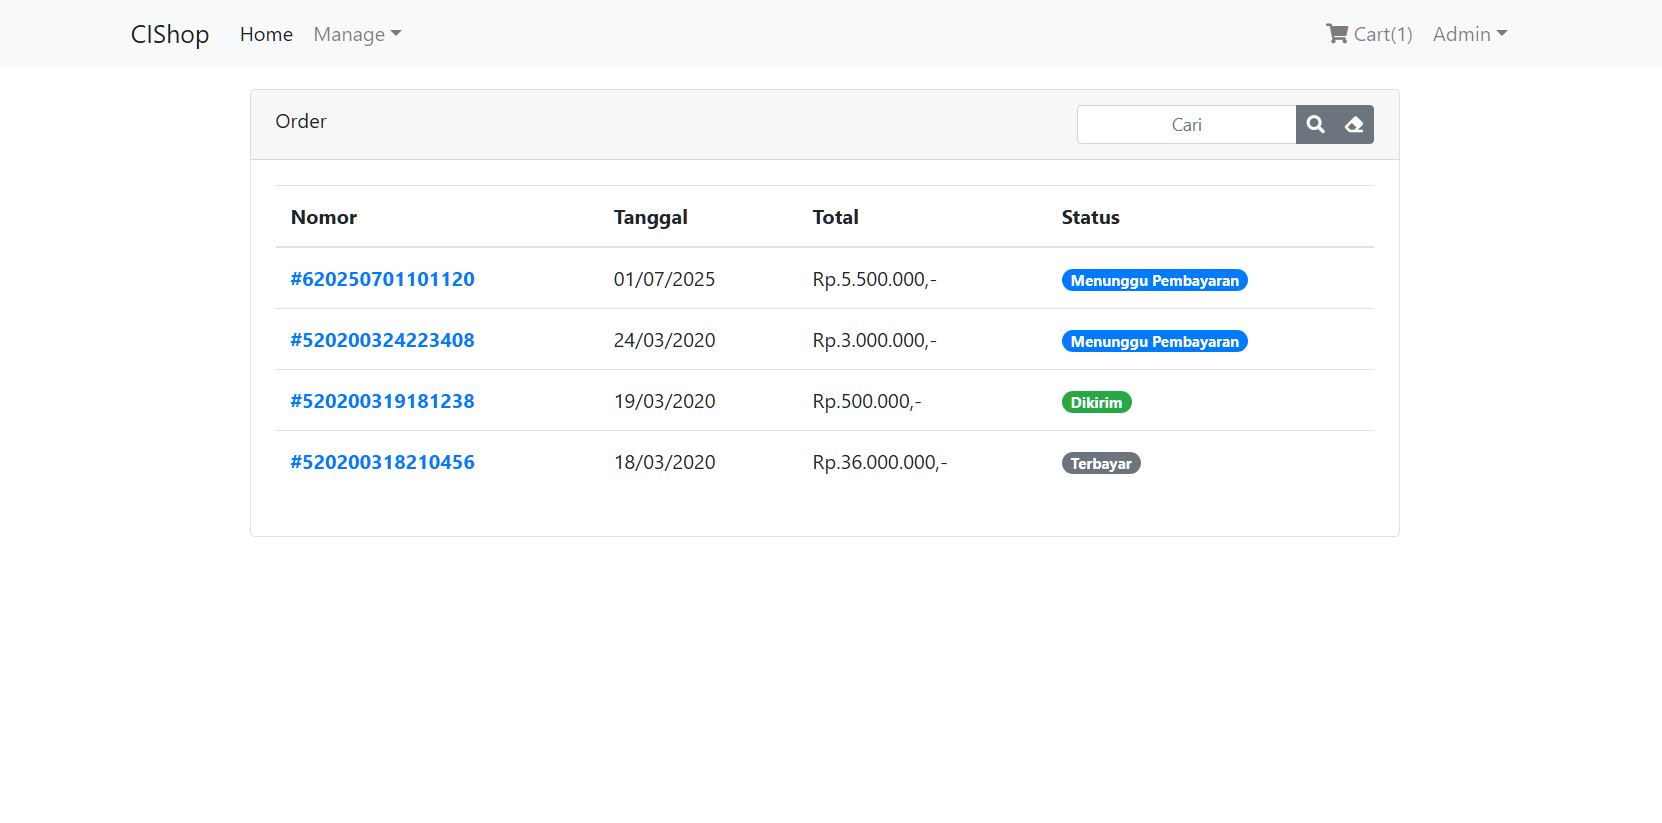 CIShop Home Manage Cart(1) Admin
Order Cari
Nomor Tanggal Total Status
#620250701101120 01/07/2025 Rp.5.500.000,- Menunggu Pembayaran
#520200324223408 24/03/2020 Rp.3.000.000,- Menunggu Pembayaran
#520200319181238 19/03/2020 Rp.500.000,- Dikirim
#520200318210456 18/03/2020 Rp.36.000.000,- Terbayar